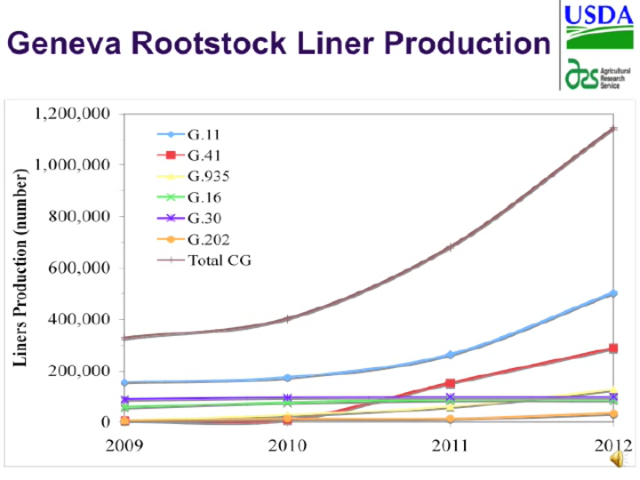 Geneva Rootstock Liner Production
USDA
ars
Agricultural
Research
Service
Liners Production (number)
1,200,000
1,000,000
800,000
600,000
400,000
200,000
0
G.11
G.41
G.935
G.16
G.30
G.202
Total CG
2009
2010
2011
2012